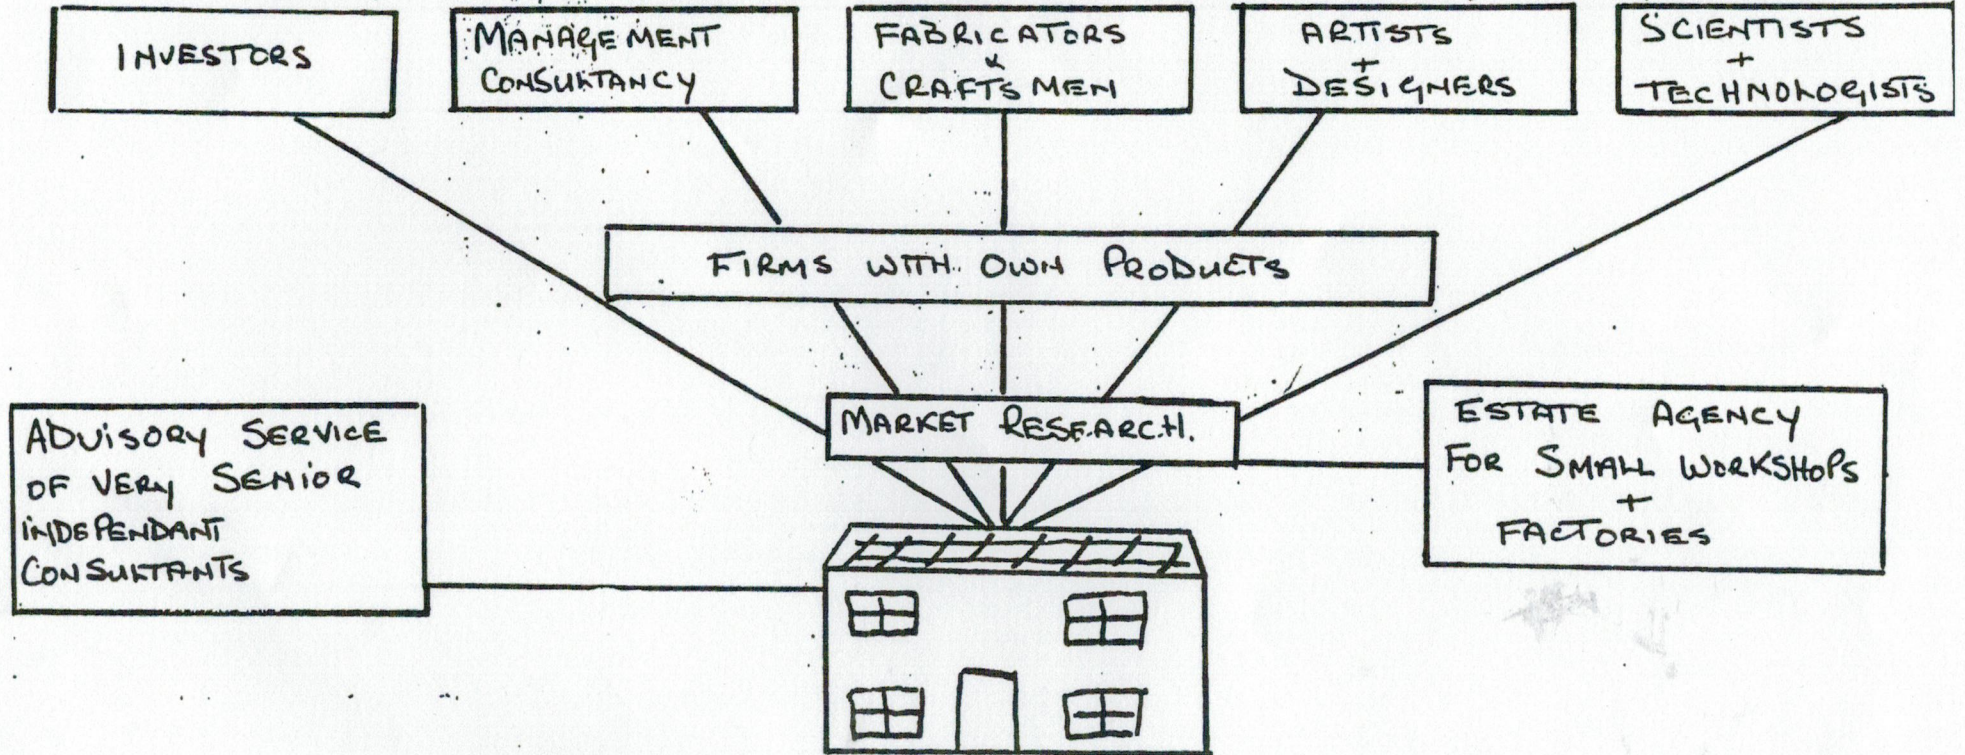 INVESTORS
MANAGEMENT
CONSULTANCY
FABRICATORS
&
CRAFTSMEN
ARTISTS
+
DESIGNERS
SCIENTISTS
+
TECHNOLOGISTS
FIRMS WITH OWN PRODUCTS
MARKET RESEARCH.
ADVISORY SERVICE
OF VERY SENIOR
INDEPENDANT
CONSULTANTS
ESTATE AGENCY
FOR SMALL WORKSHOPS
+
FACTORIES